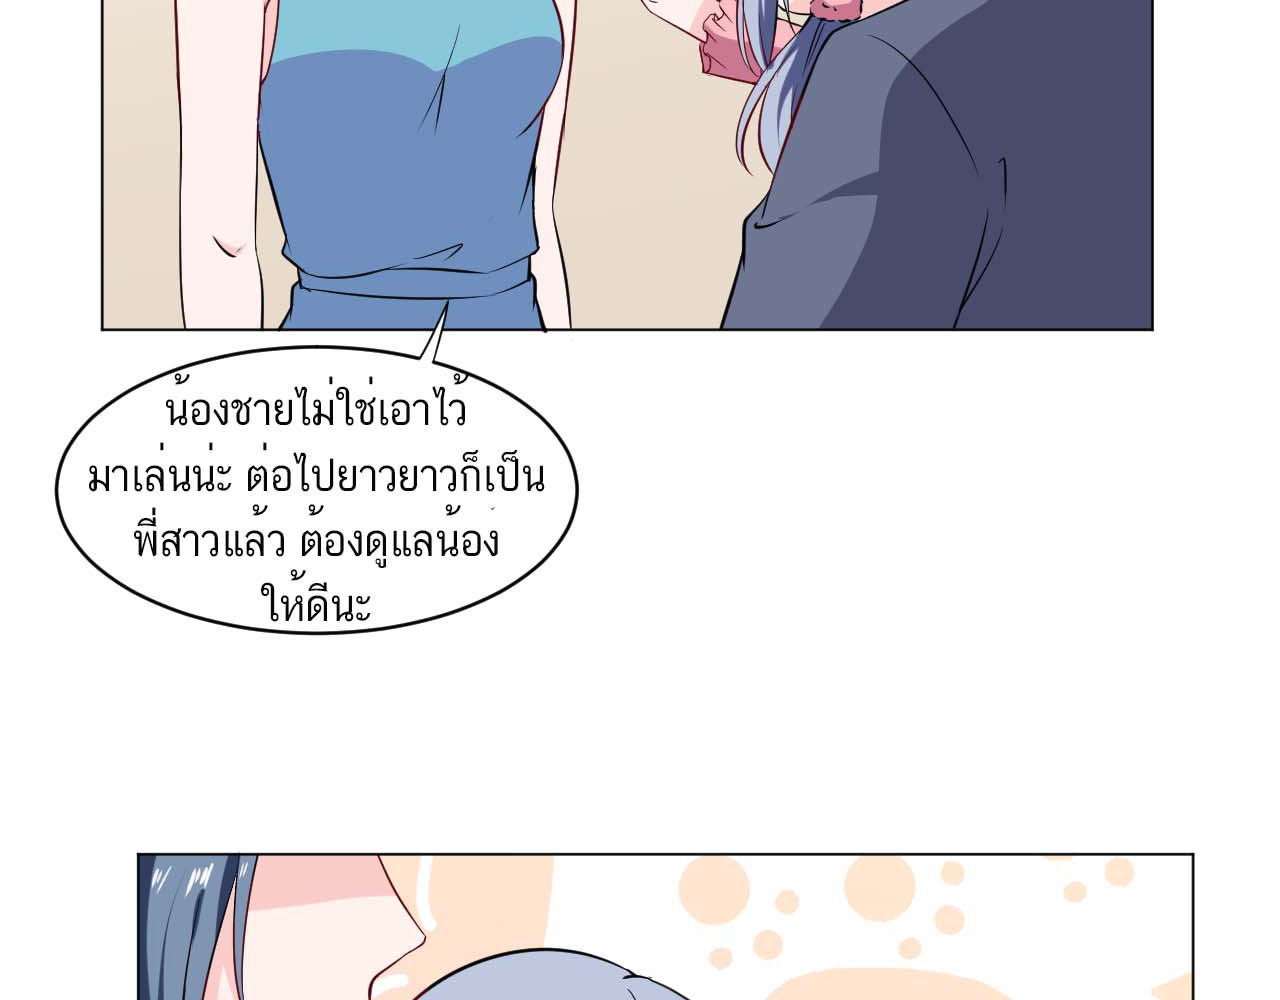 น้องชายไม่ใช่เอาไว้
มาเล่นน่ะ ต่อไปยาวยาวก็เป็น
พี่สาวแล้ว ต้องดูแลน้อง
ให้ดีนะ